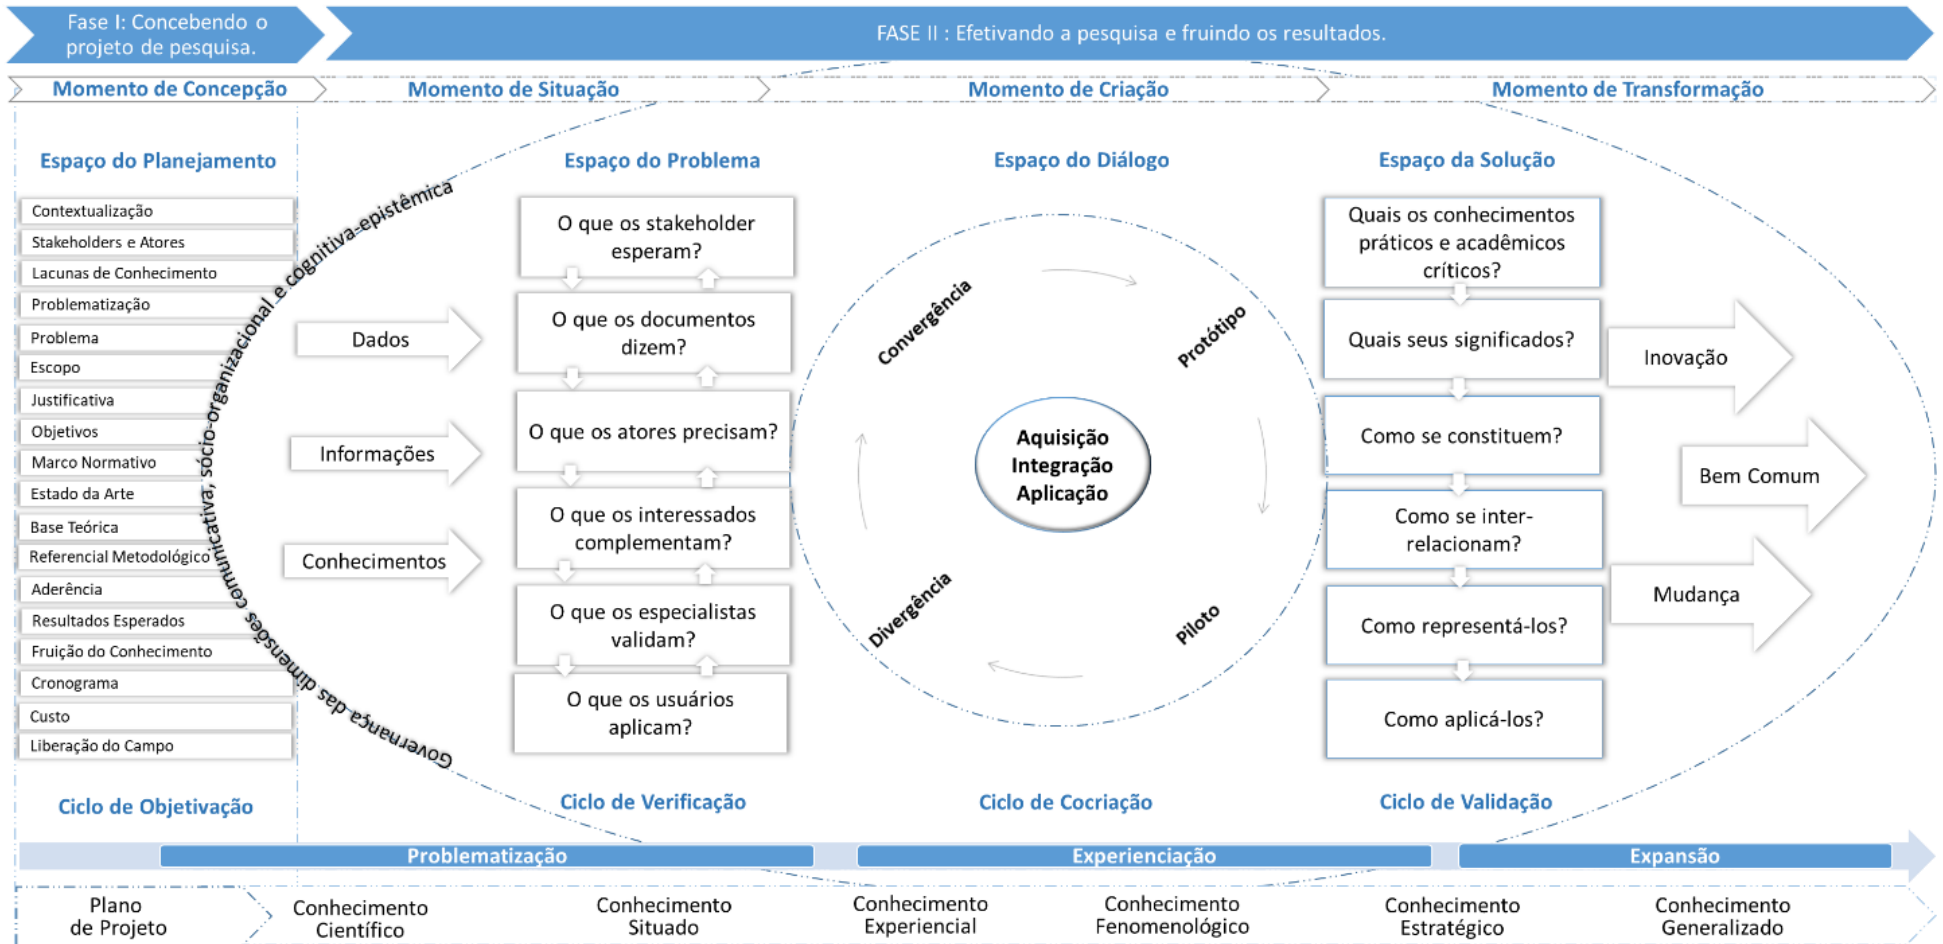 Fase I: Concebendo o
projeto de pesquisa.
FASE II : Efetivando a pesquisa e fruindo os resultados.
Momento de Concepção
Momento de Situação
Momento de Criação
Momento de Transformação
Espaço do Planejamento
Espaço do Problema
Espaço do Diálogo
Espaço da Solução
Contextualização
Stakeholders e Atores
Lacunas de Conhecimento
Problematização
Problema
Escopo
Justificativa
Objetivos
Marco Normativo
Estado da Arte
Base Teórica
Referencial Metodológico
Aderência
Resultados Esperados
Fruição do Conhecimento
Cronograma
Custo
Liberação do Campo
Governança das dimensões comunicativa, sócio-organizacional e cognitiva-epistêmica
Dados
Informações
Conhecimentos
O que os stakeholder
esperam?
O que os documentos
dizem?
O que os atores precisam?
O que os interessados
complementam?
O que os especialistas
validam?
O que os usuários
aplicam?
Convergência
Protótipo
Aquisição
Integração
Aplicação
Divergência
Piloto
Quais os conhecimentos
práticos e acadêmicos
críticos?
Quais seus significados?
Como se constituem?
Como se inter-
relacionam?
Como representá-los?
Como aplicá-los?
Inovação
Bem Comum
Mudança
Ciclo de Objetivação
Ciclo de Verificação
Ciclo de Cocriação
Ciclo de Validação
Problematização
Experienciação
Expansão
Plano
de Projeto
Conhecimento
Científico
Conhecimento
Situado
Conhecimento
Experiencial
Conhecimento
Fenomenológico
Conhecimento
Estratégico
Conhecimento
Generalizado